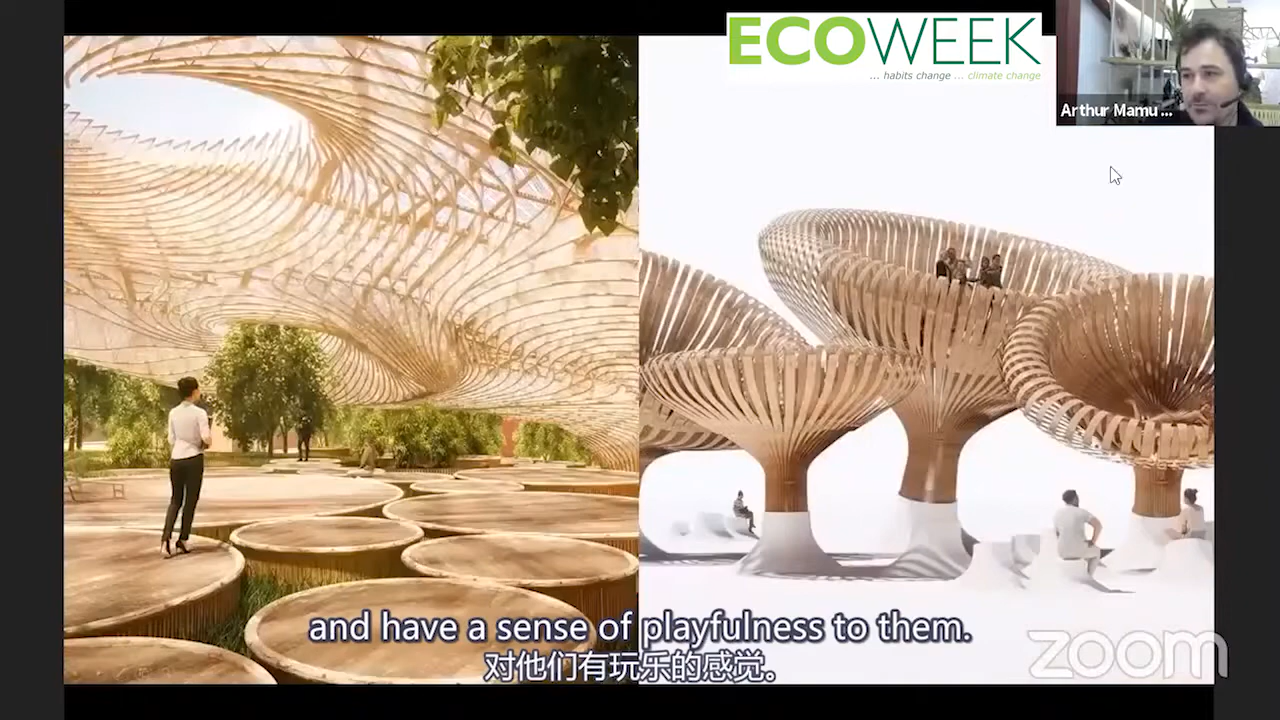 ECOWEEK
... habits change ... climate change
Arthur Mamu ...
and have a sense of playfulness to them.
对他们有玩乐的感觉。
zoom